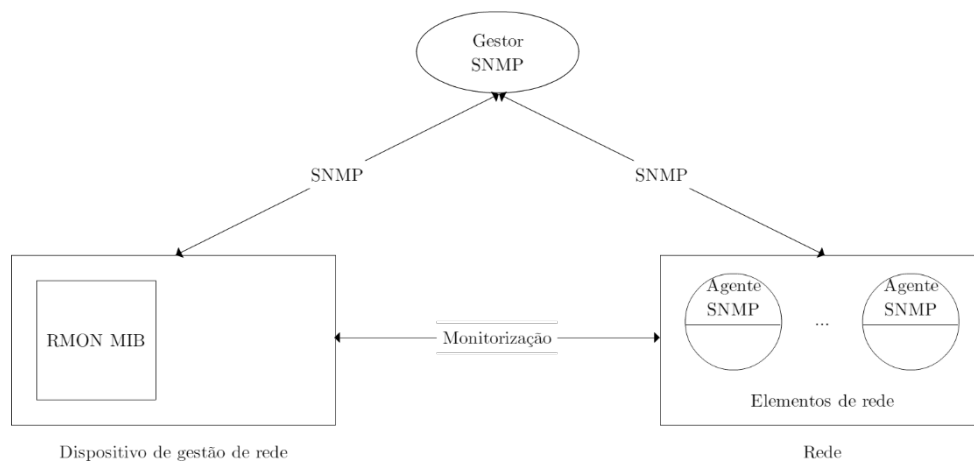 Gestor
SNMP
SNMP
SNMP
RMON MIB
Monitorização
Agente
SNMP
...
Agente
SNMP
Elementos de rede
Dispositivo de gestão de rede
Rede